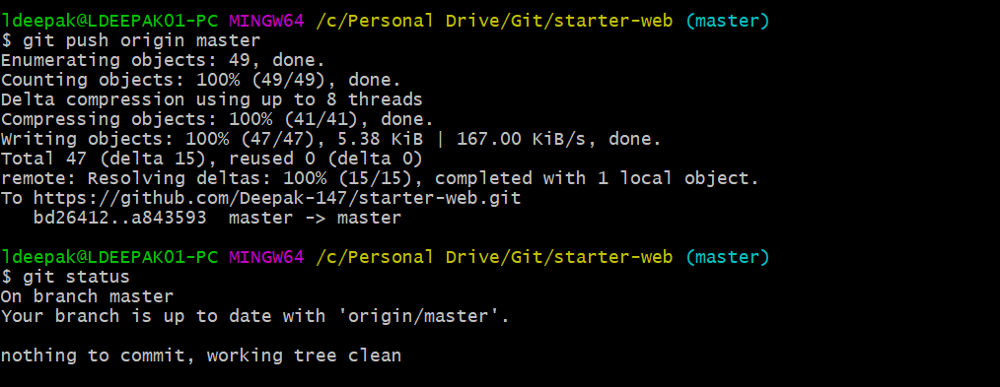 ldeepak@LDEEPAK01-PC MINGW64 /c/Personal Drive/Git/starter-web (master)
$ git push origin master
Enumerating objects: 49, done.
Counting objects: 100% (49/49), done.
Delta compression using up to 8 threads
Compressing objects: 100% (41/41), done.
Writing objects: 100% (47/47), 5.38 KiB | 167.00 KiB/s, done.
Total 47 (delta 15), reused 0 (delta 0)
remote: Resolving deltas: 100% (15/15), completed with 1 local object.
To https://github.com/Deepak-147/starter-web.git
   bd26412..a843593  master -> master

ldeepak@LDEEPAK01-PC MINGW64 /c/Personal Drive/Git/starter-web (master)
$ git status
On branch master
Your branch is up to date with 'origin/master'.

nothing to commit, working tree clean